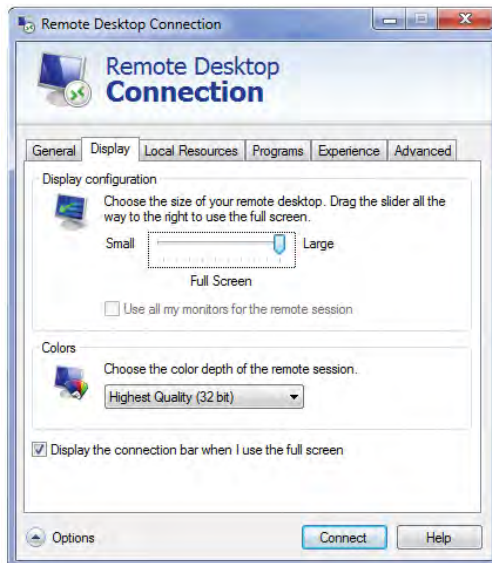 Remote Desktop Connection
Remote Desktop
Connection
General Display Local Resources Programs Experience Advanced
Display configuration
Choose the size of your remote desktop. Drag the slider all the
way to the right to use the full screen.
Small Large
Full Screen
Use all my monitors for the remote session
Colors
Choose the color depth of the remote session.
Highest Quality (32 bit)
Display the connection bar when I use the full screen
Options Connect Help